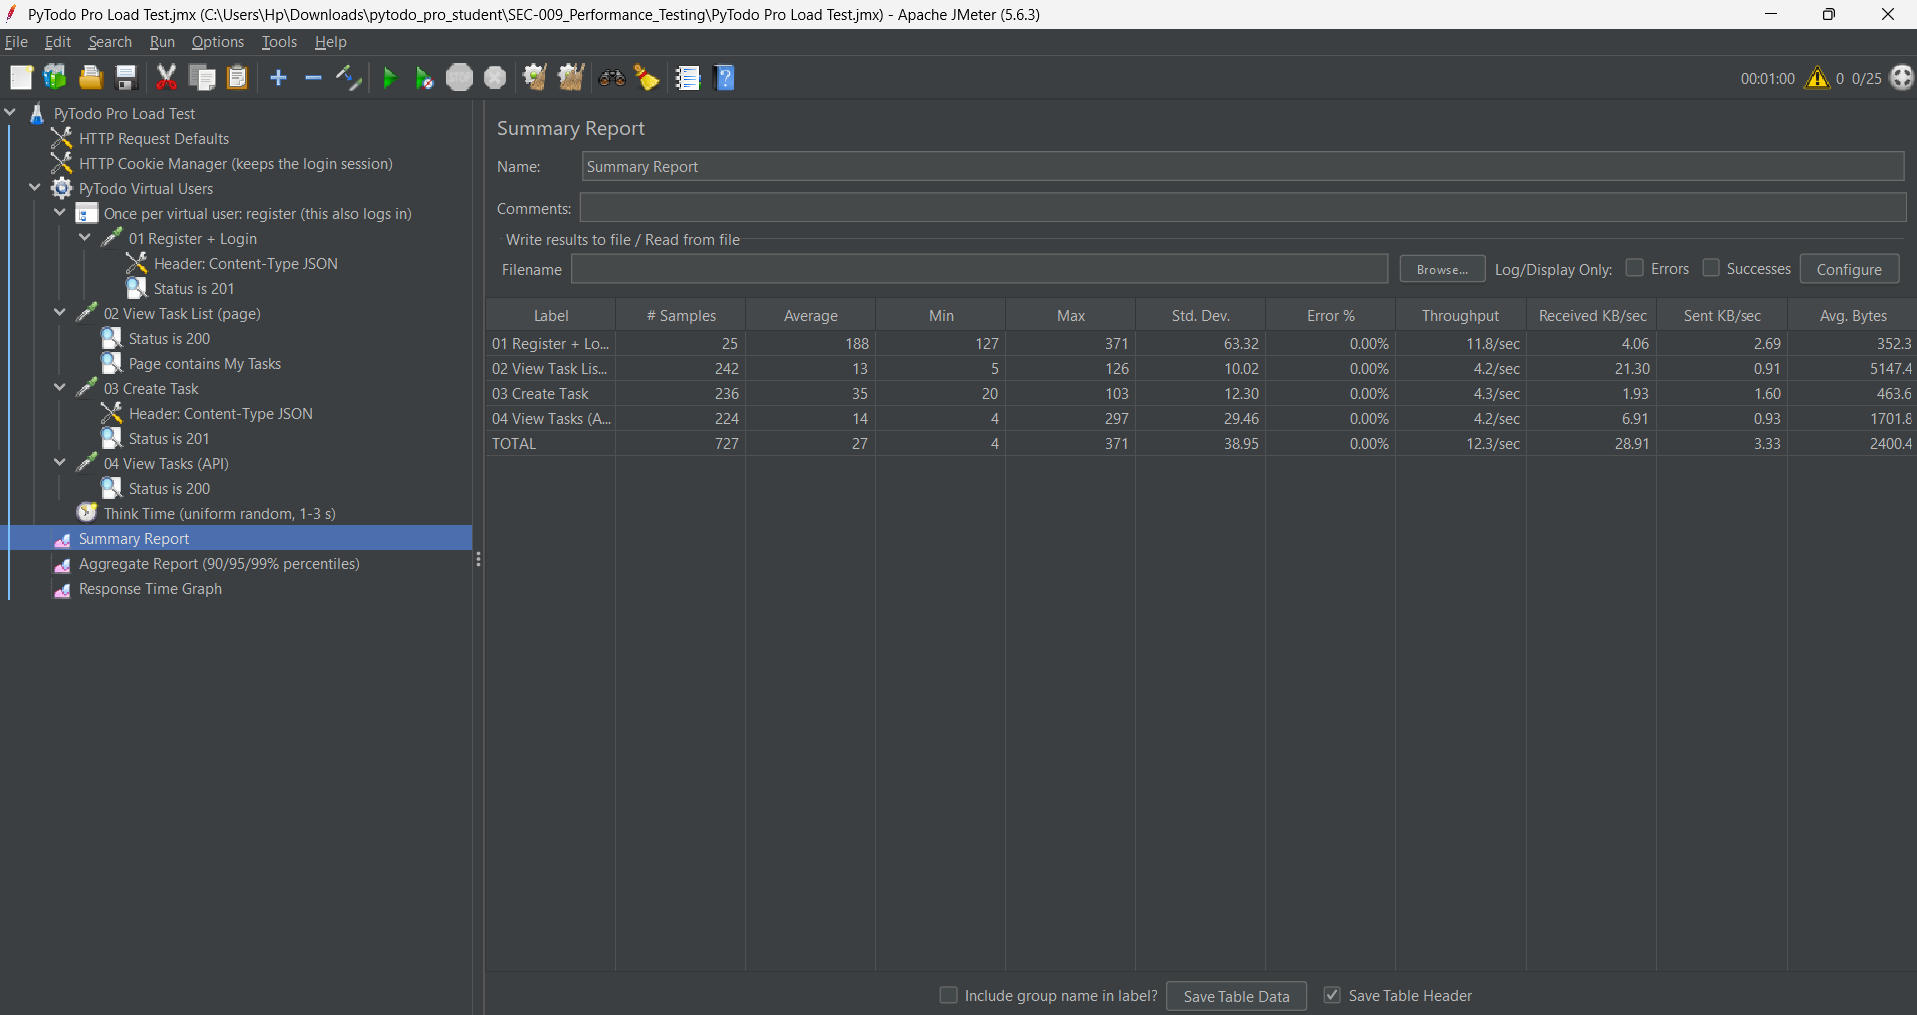 PyTodo Pro Load Test.jmx (C:\Users\Hp\Downloads\pytodo_pro_student\SEC-009_Performance_Testing\PyTodo Pro Load Test.jmx) - Apache JMeter (5.6.3)
File Edit Search Run Options Tools Help
00:01:00 0 0/25
PyTodo Pro Load Test
HTTP Request Defaults
HTTP Cookie Manager (keeps the login session)
PyTodo Virtual Users
Once per virtual user: register (this also logs in)
01 Register + Login
Header: Content-Type JSON
Status is 201
02 View Task List (page)
Status is 200
Page contains My Tasks
03 Create Task
Header: Content-Type JSON
Status is 201
04 View Tasks (API)
Status is 200
Think Time (uniform random, 1-3 s)
Summary Report
Aggregate Report (90/95/99% percentiles)
Response Time Graph
Summary Report
Name: Summary Report
Comments:
Write results to file / Read from file
Filename Browse... Log/Display Only: Errors Successes Configure
Label # Samples Average Min Max Std. Dev. Error % Throughput Received KB/sec Sent KB/sec Avg. Bytes
01 Register + Lo... 25 188 127 371 63.32 0.00% 11.8/sec 4.06 2.69 352.3
02 View Task Lis... 242 13 5 126 10.02 0.00% 4.2/sec 21.30 0.91 5147.4
03 Create Task 236 35 20 103 12.30 0.00% 4.3/sec 1.93 1.60 463.6
04 View Tasks (A... 224 14 4 297 29.46 0.00% 4.2/sec 6.91 0.93 1701.8
TOTAL 727 27 4 371 38.95 0.00% 12.3/sec 28.91 3.33 2400.4
Include group name in label? Save Table Data Save Table Header